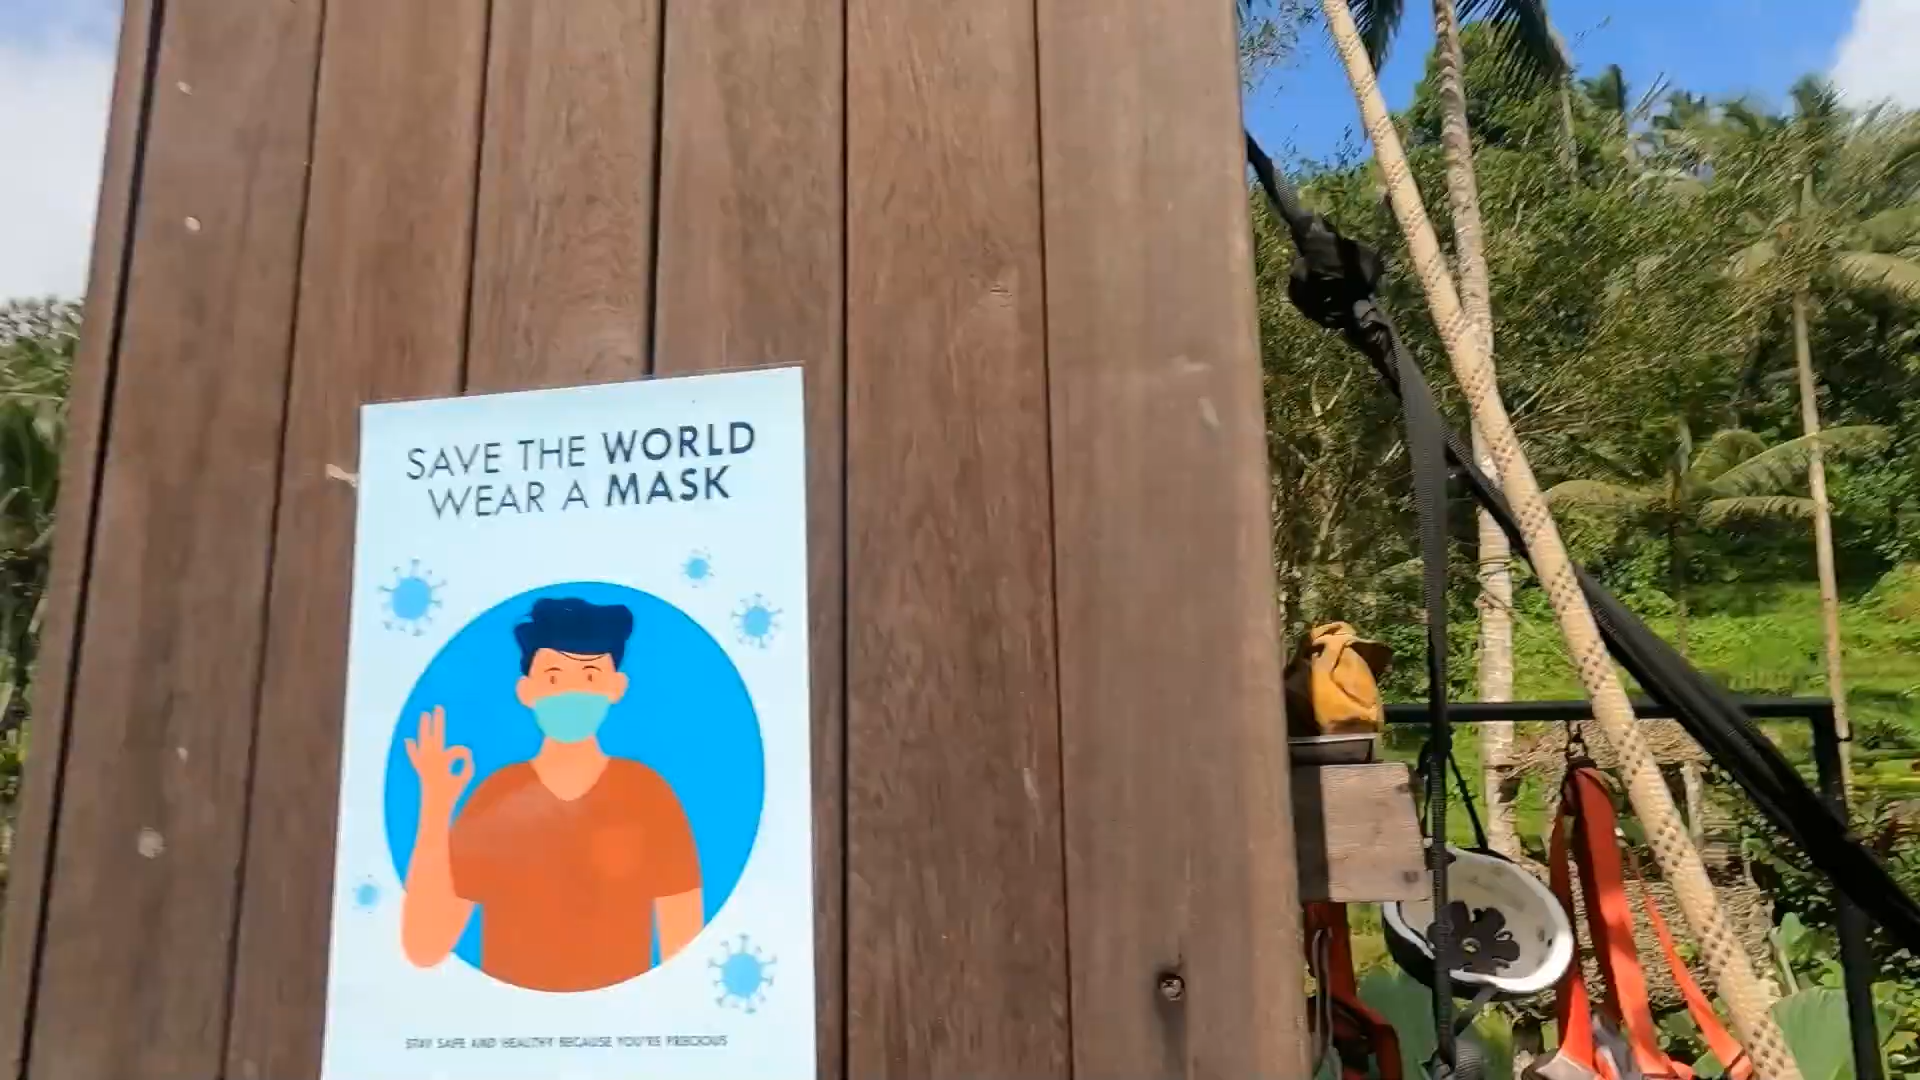 SAVE THE WORLD
WEAR A MASK
STAY SAFE AND HEALTHY BECAUSE YOU'RE PRECIOUS